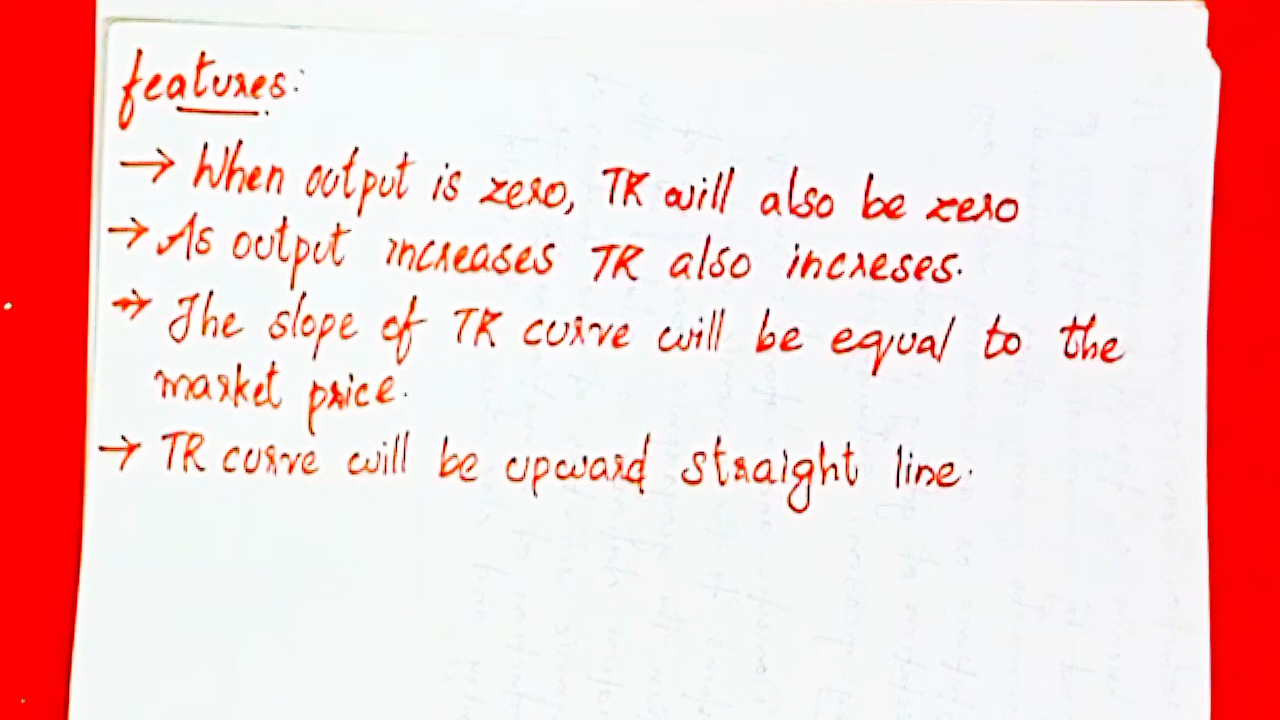 features:
→ When output is zero, TR will also be zero
→ As output increases TR also increses.
→ The slope of TR curve will be equal to the
market price.
→ TR curve will be upward straight line.